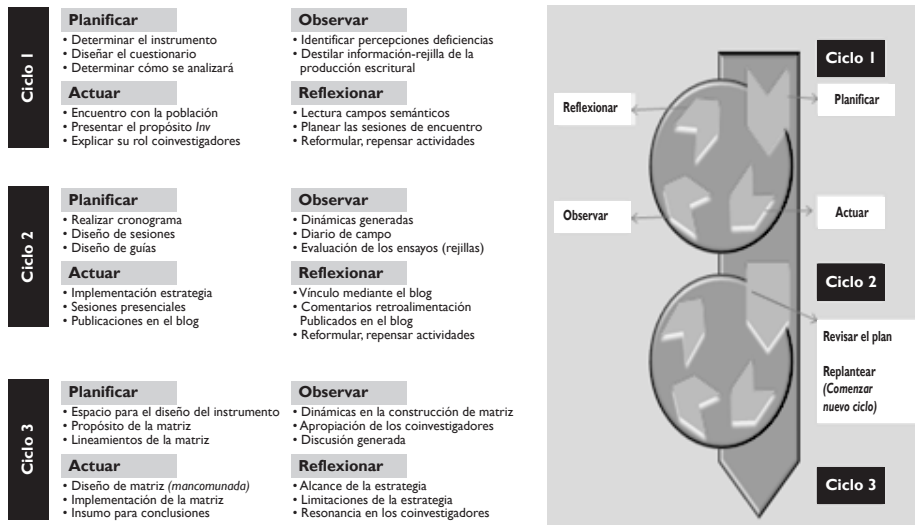 Ciclo 1
Planificar
• Determinar el instrumento
• Diseñar el cuestionario
• Determinar cómo se analizará
Observar
• Identificar percepciones deficiencias
• Destilar información-rejilla de la
producción escritural
Actuar
• Encuentro con la población
• Presentar el propósito Inv
• Explicar su rol coinvestigadores
Reflexionar
• Lectura campos semánticos
• Planear las sesiones de encuentro
• Reformular, repensar actividades
Ciclo 2
Planificar
• Realizar cronograma
• Diseño de sesiones
• Diseño de guías
Observar
• Dinámicas generadas
• Diario de campo
• Evaluación de los ensayos (rejillas)
Actuar
• Implementación estrategia
• Sesiones presenciales
• Publicaciones en el blog
Reflexionar
• Vínculo mediante el blog
• Comentarios retroalimentación
Publicados en el blog
• Reformular, repensar actividades
Ciclo 3
Planificar
• Espacio para el diseño del instrumento
• Propósito de la matriz
• Lineamientos de la matriz
Observar
• Dinámicas en la construcción de matriz
• Apropiación de los coinvestigadores
• Discusión generada
Actuar
• Diseño de matriz (mancomunada)
• Implementación de la matriz
• Insumo para conclusiones
Reflexionar
• Alcance de la estrategia
• Limitaciones de la estrategia
• Resonancia en los coinvestigadores
Ciclo 1
Reflexionar
Planificar
Observar
Actuar
Ciclo 2
Revisar el plan
Replantear
(Comenzar
nuevo ciclo)
Ciclo 3